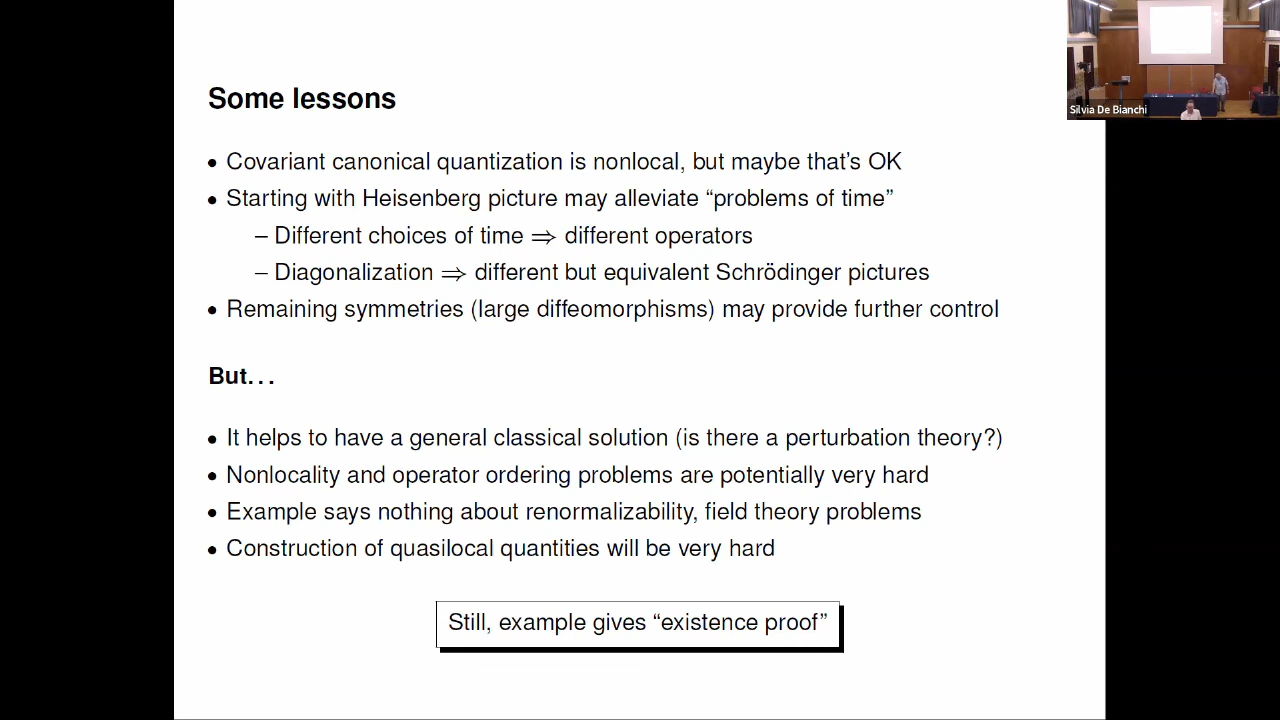 Silvia De Bianchi
Some lessons
• Covariant canonical quantization is nonlocal, but maybe that's OK
• Starting with Heisenberg picture may alleviate “problems of time”
– Different choices of time ⇒ different operators
– Diagonalization ⇒ different but equivalent Schrödinger pictures
• Remaining symmetries (large diffeomorphisms) may provide further control
But...
• It helps to have a general classical solution (is there a perturbation theory?)
• Nonlocality and operator ordering problems are potentially very hard
• Example says nothing about renormalizability, field theory problems
• Construction of quasilocal quantities will be very hard
Still, example gives “existence proof”